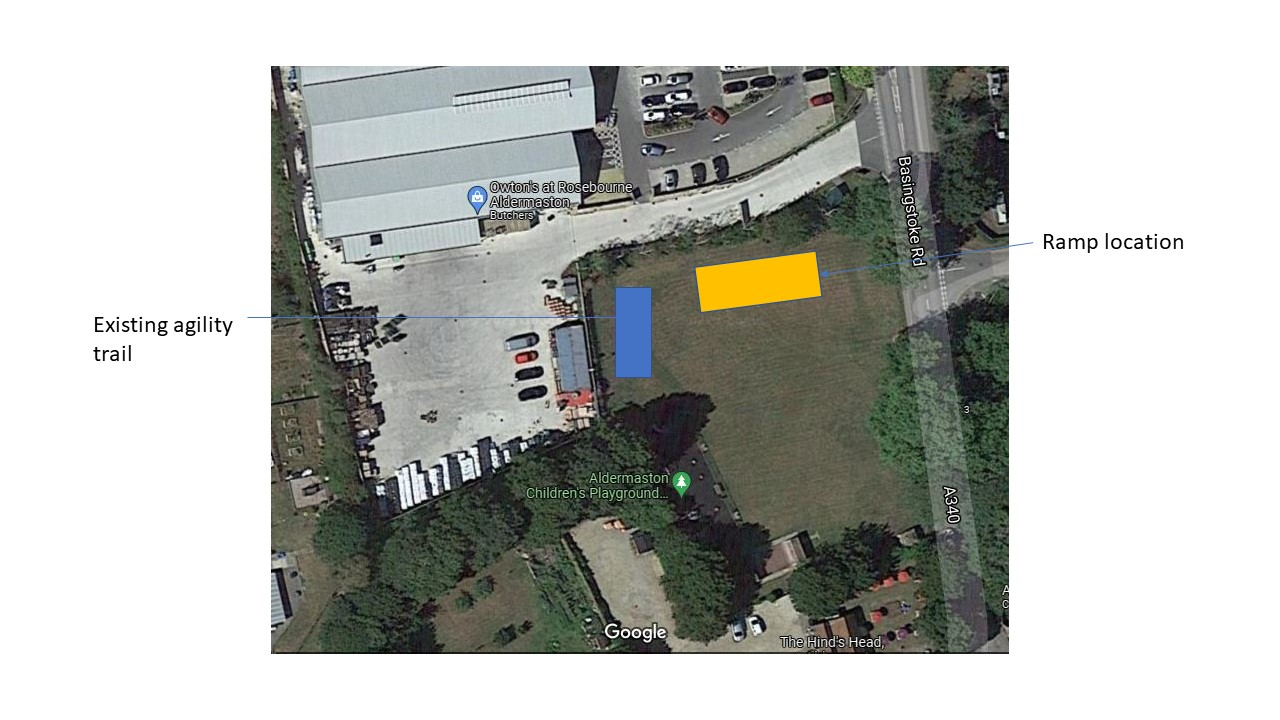 Owton's at Rosebourne
Aldermaston
Butchers
Basingstoke Rd
Ramp location
Existing agility
trail
3
Aldermaston
Children's Playground...
A340
Google
The Hind's Head,